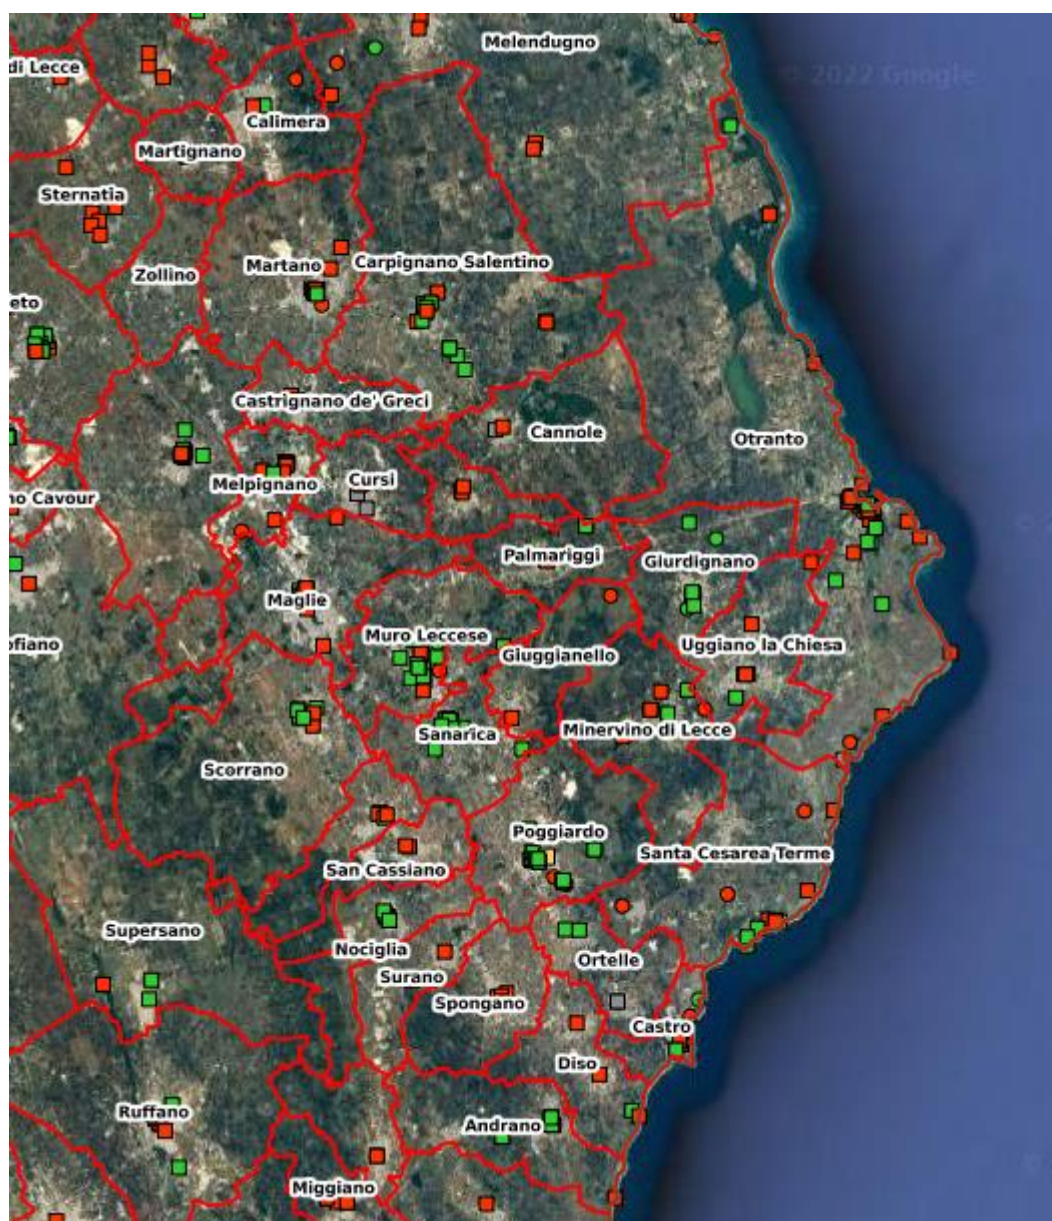 Melendugno
© 2022 Google
di Lecce
Calimera
Martignano
Sternatia
Zollino
Martano
Carpignano Salentino
eto
Castrignano de' Greci
Cannole
Otranto
Melpignano
Cursi
no Cavour
Palmariggi
Giurdignano
Maglie
Muro Leccese
Uggiano la Chiesa
ofiano
Giuggianello
Sanarica
Minervino di Lecce
Scorrano
Poggiardo
Santa Cesarea Terme
San Cassiano
Supersano
Nociglia
Ortelle
Surano
Spongano
Castro
Diso
Ruffano
Andrano
Miggiano